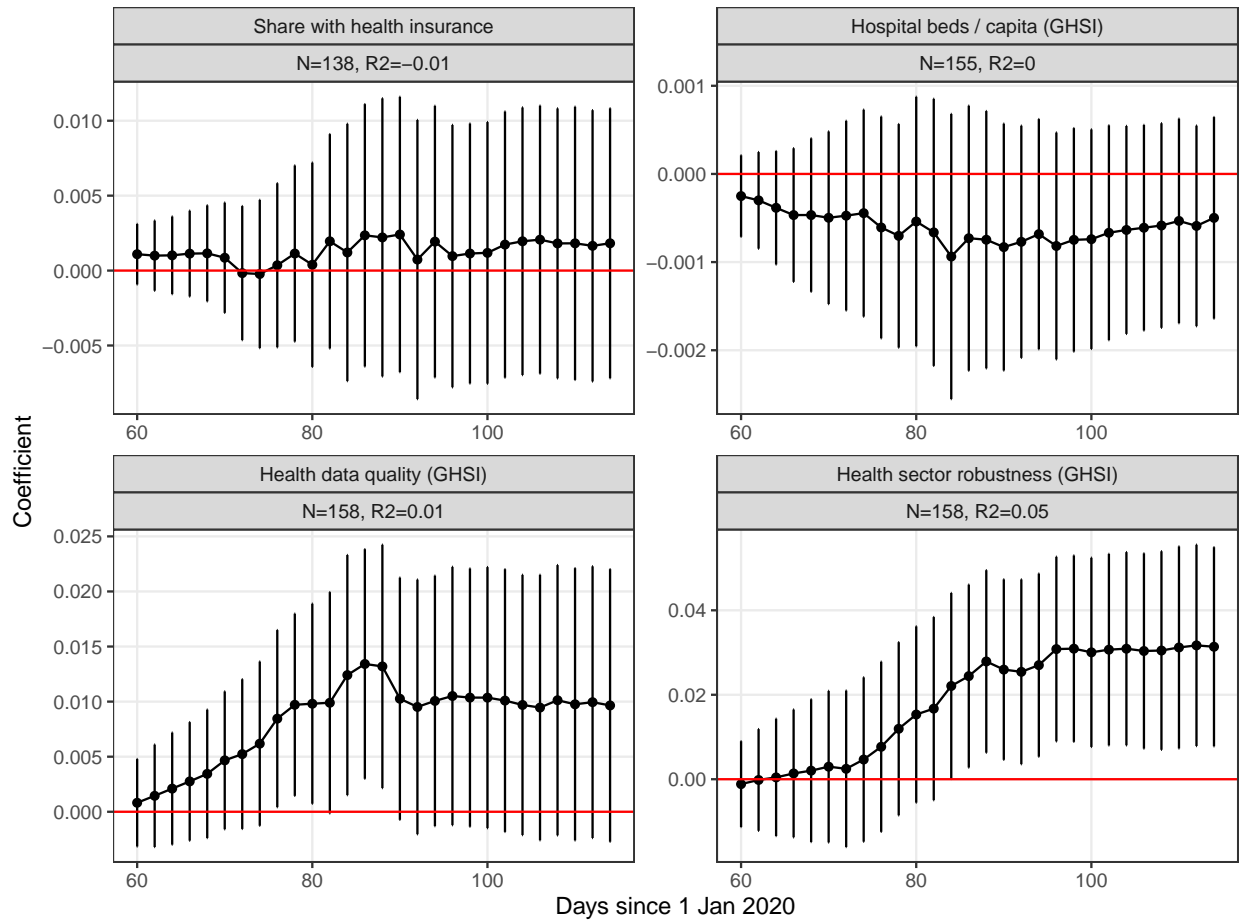 Share with health insurance
N=138, R2=−0.01
0.010
0.005
0.000
−0.005
60 80 100
Hospital beds / capita (GHSI)
N=155, R2=0
0.001
0.000
−0.001
−0.002
60 80 100
Health data quality (GHSI)
N=158, R2=0.01
0.025
0.020
0.015
0.010
0.005
0.000
60 80 100
Health sector robustness (GHSI)
N=158, R2=0.05
0.04
0.02
0.00
60 80 100
Coefficient
Days since 1 Jan 2020